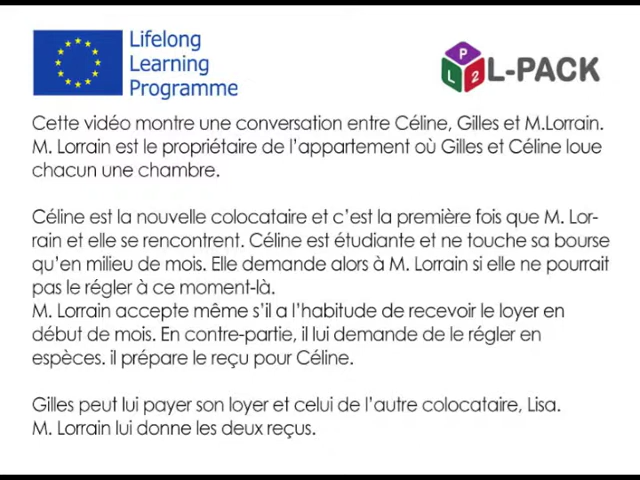 Lifelong
Learning
Programme
P
L
2
L-PACK
Cette vidéo montre une conversation entre Céline, Gilles et M.Lorrain.
M. Lorrain est le propriétaire de l'appartement où Gilles et Céline loue
chacun une chambre.
Céline est la nouvelle colocataire et c'est la première fois que M. Lor-
rain et elle se rencontrent. Céline est étudiante et ne touche sa bourse
qu'en milieu de mois. Elle demande alors à M. Lorrain si elle ne pourrait
pas le régler à ce moment-là.
M. Lorrain accepte même s'il a l'habitude de recevoir le loyer en
début de mois. En contre-partie, il lui demande de le régler en
espèces. il prépare le reçu pour Céline.
Gilles peut lui payer son loyer et celui de l'autre colocataire, Lisa.
M. Lorrain lui donne les deux reçus.